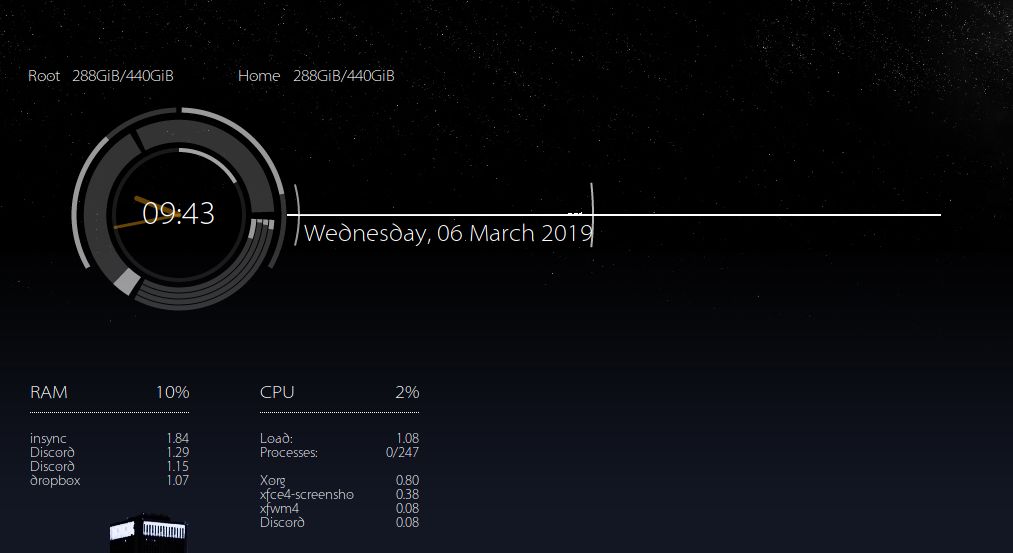 Root 288GiB/440GiB Home 288GiB/440GiB
09:43
Wednesday, 06 March 2019
RAM 10%
insync 1.84
Discord 1.29
Discord 1.15
dropbox 1.07
CPU 2%
Load: 1.08
Processes: 0/247
Xorg 0.80
xfce4-screensho 0.38
xfwm4 0.08
Discord 0.08